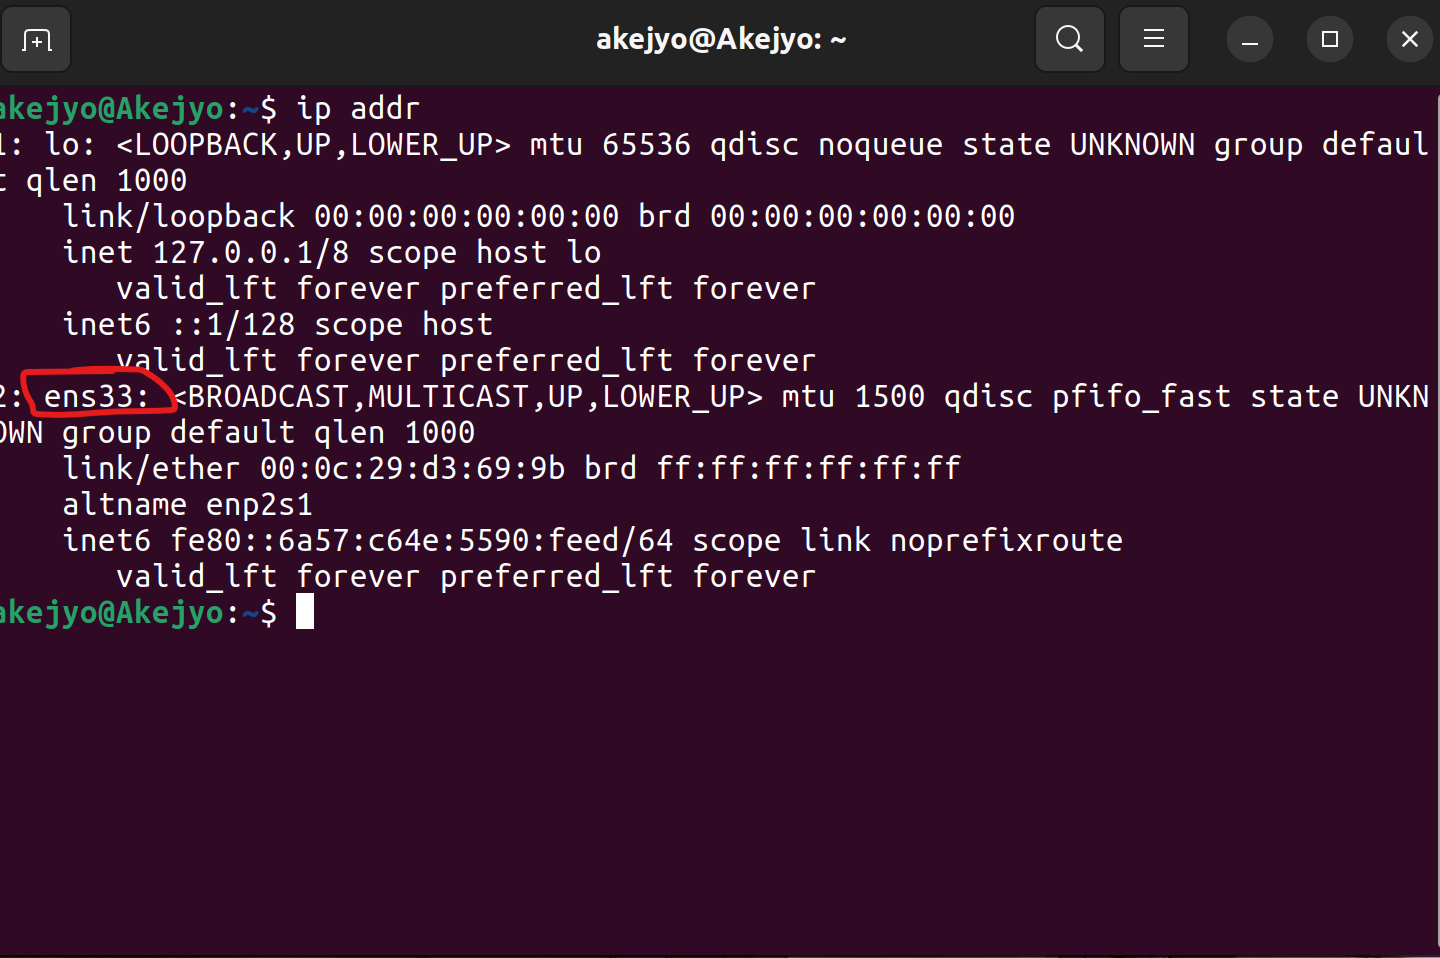 akejyo@Akejyo: ~
akejyo@Akejyo:~$ ip addr
1: lo: <LOOPBACK,UP,LOWER_UP> mtu 65536 qdisc noqueue state UNKNOWN group defaul
t qlen 1000
link/loopback 00:00:00:00:00:00 brd 00:00:00:00:00:00
inet 127.0.0.1/8 scope host lo
valid_lft forever preferred_lft forever
inet6 ::1/128 scope host
valid_lft forever preferred_lft forever
2: ens33: <BROADCAST,MULTICAST,UP,LOWER_UP> mtu 1500 qdisc pfifo_fast state UNKN
OWN group default qlen 1000
link/ether 00:0c:29:d3:69:9b brd ff:ff:ff:ff:ff:ff
altname enp2s1
inet6 fe80::6a57:c64e:5590:feed/64 scope link noprefixroute
valid_lft forever preferred_lft forever
akejyo@Akejyo:~$